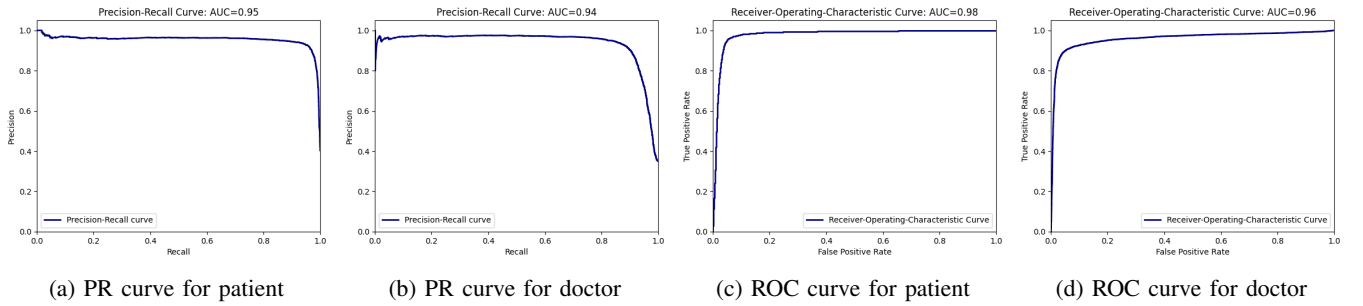 Precision-Recall Curve: AUC=0.95
1.0
0.8
0.6
0.4
0.2
0.0
Precision
Precision-Recall curve
0.0 0.2 0.4 0.6 0.8 1.0
Recall
(a) PR curve for patient
Precision-Recall Curve: AUC=0.94
1.0
0.8
0.6
0.4
0.2
0.0
Precision
Precision-Recall curve
0.0 0.2 0.4 0.6 0.8 1.0
Recall
(b) PR curve for doctor
Receiver-Operating-Characteristic Curve: AUC=0.98
1.0
0.8
0.6
0.4
0.2
0.0
True Positive Rate
Receiver-Operating-Characteristic Curve
0.0 0.2 0.4 0.6 0.8 1.0
False Positive Rate
(c) ROC curve for patient
Receiver-Operating-Characteristic Curve: AUC=0.96
1.0
0.8
0.6
0.4
0.2
0.0
True Positive Rate
Receiver-Operating-Characteristic Curve
0.0 0.2 0.4 0.6 0.8 1.0
False Positive Rate
(d) ROC curve for doctor